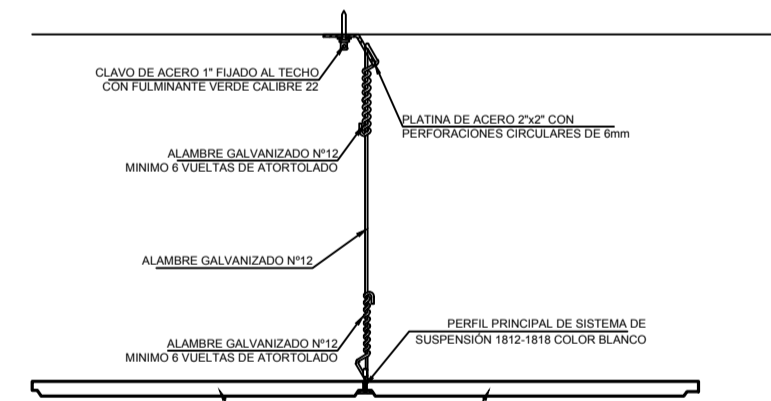 CLAVO DE ACERO 1" FIJADO AL TECHO
CON FULMINANTE VERDE CALIBRE 22
PLATINA DE ACERO 2"x2" CON
PERFORACIONES CIRCULARES DE 6mm
ALAMBRE GALVANIZADO Nº12
MINIMO 6 VUELTAS DE ATORTOLADO
ALAMBRE GALVANIZADO Nº12
PERFIL PRINCIPAL DE SISTEMA DE
SUSPENSIÓN 1812-1818 COLOR BLANCO
ALAMBRE GALVANIZADO Nº12
MINIMO 6 VUELTAS DE ATORTOLADO